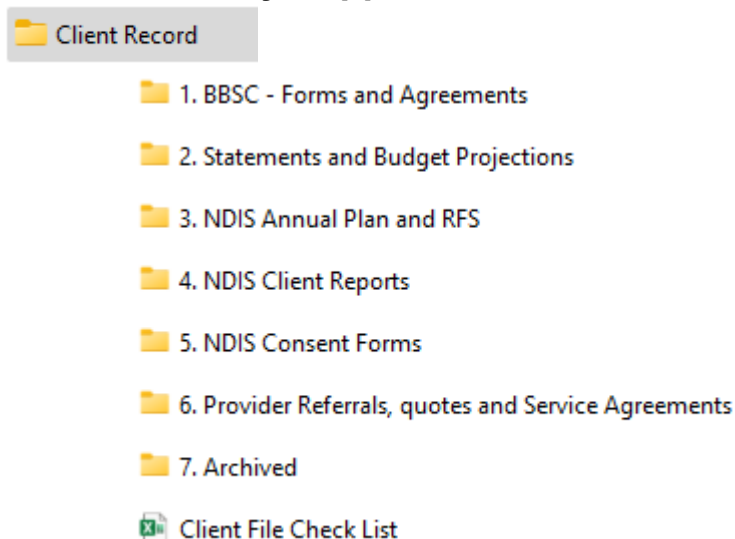 Client Record
1. BBSC - Forms and Agreements
2. Statements and Budget Projections
3. NDIS Annual Plan and RFS
4. NDIS Client Reports
5. NDIS Consent Forms
6. Provider Referrals, quotes and Service Agreements
7. Archived
Client File Check List